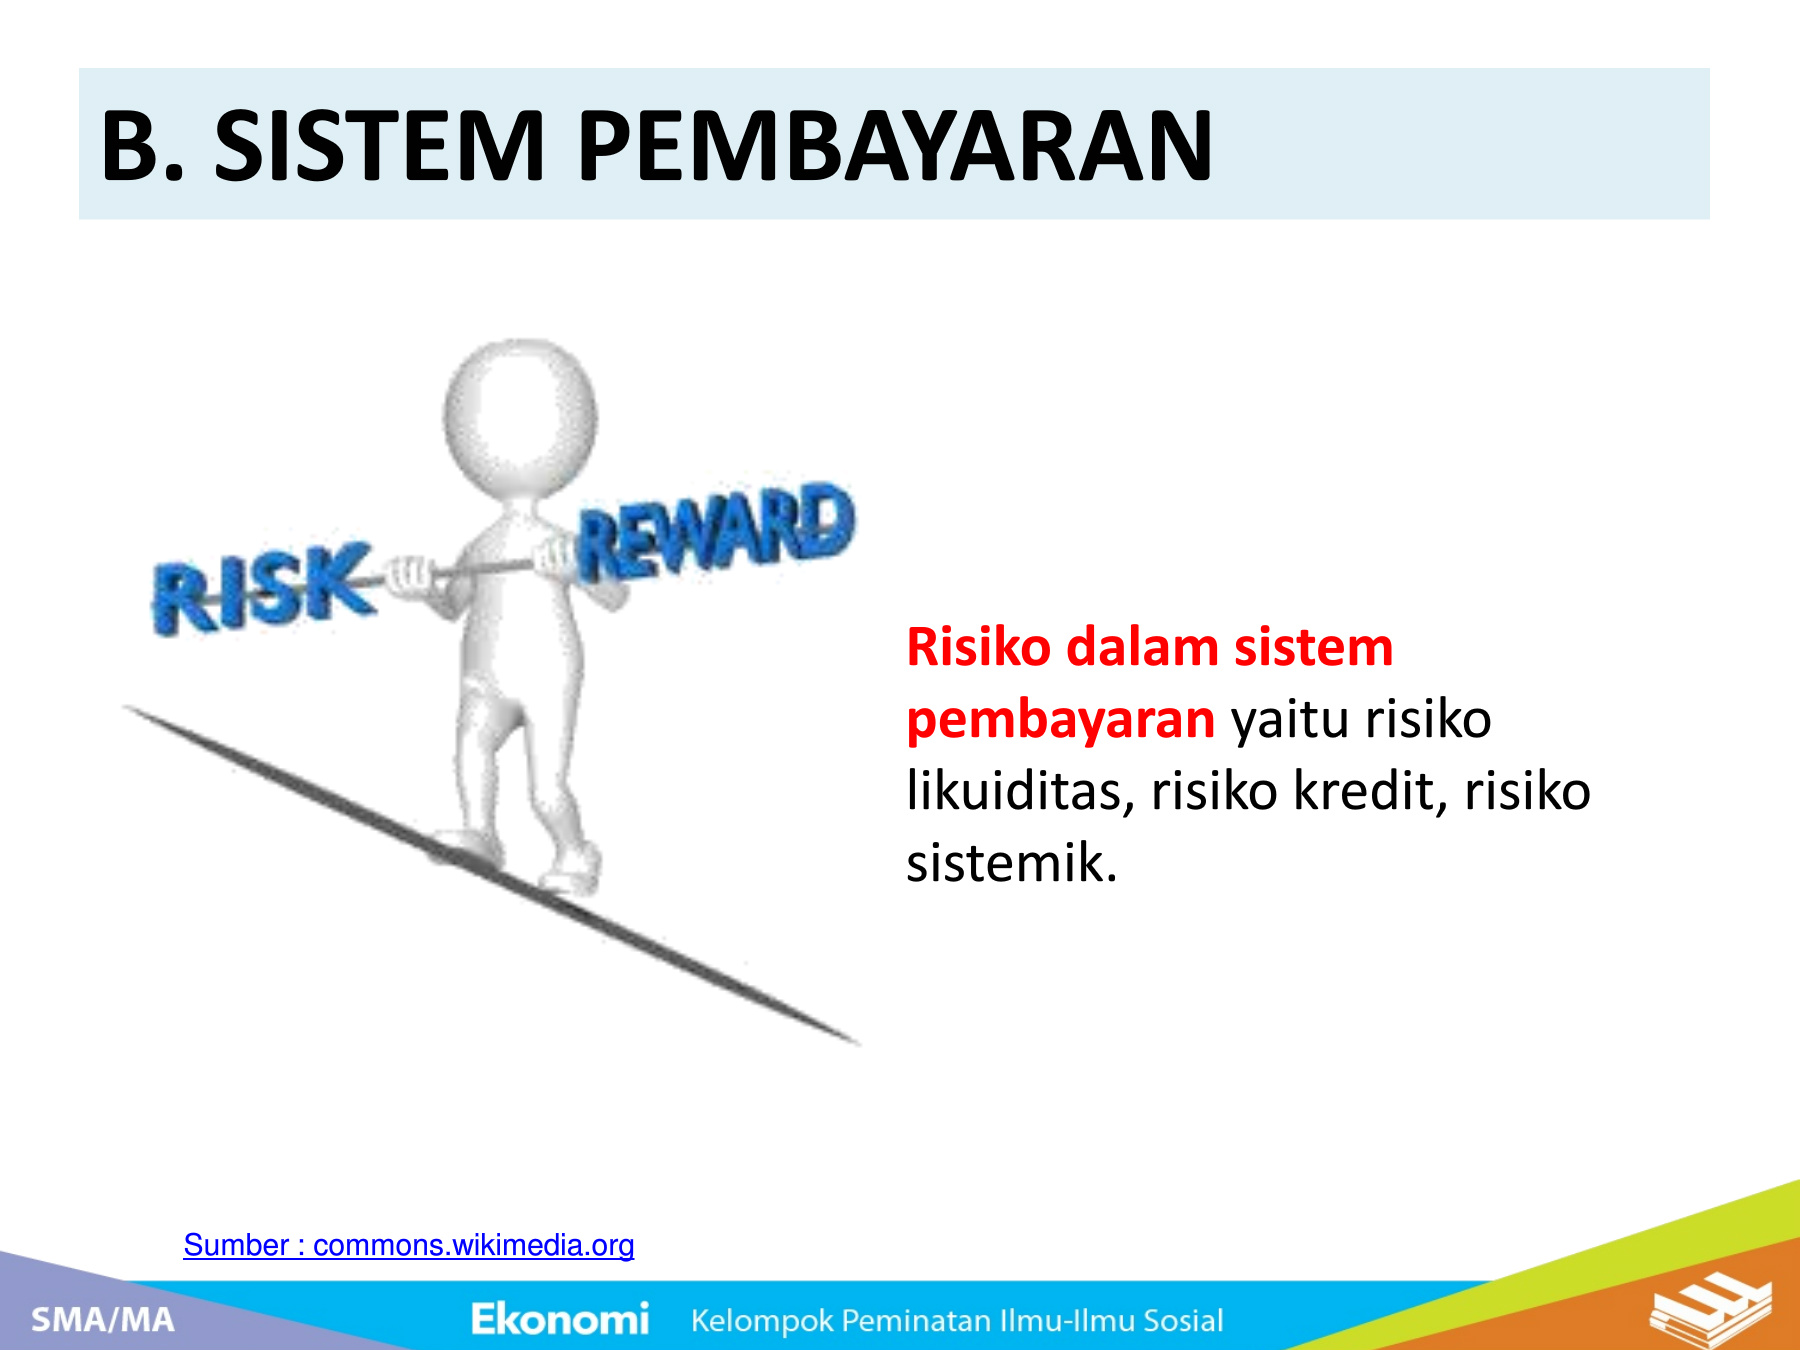 B. SISTEM PEMBAYARAN
RISK
REWARD
Risiko dalam sistem
pembayaran yaitu risiko
likuiditas, risiko kredit, risiko
sistemik.
Sumber : commons.wikimedia.org
SMA/MA
Ekonomi
Kelompok Peminatan Ilmu-Ilmu Sosial